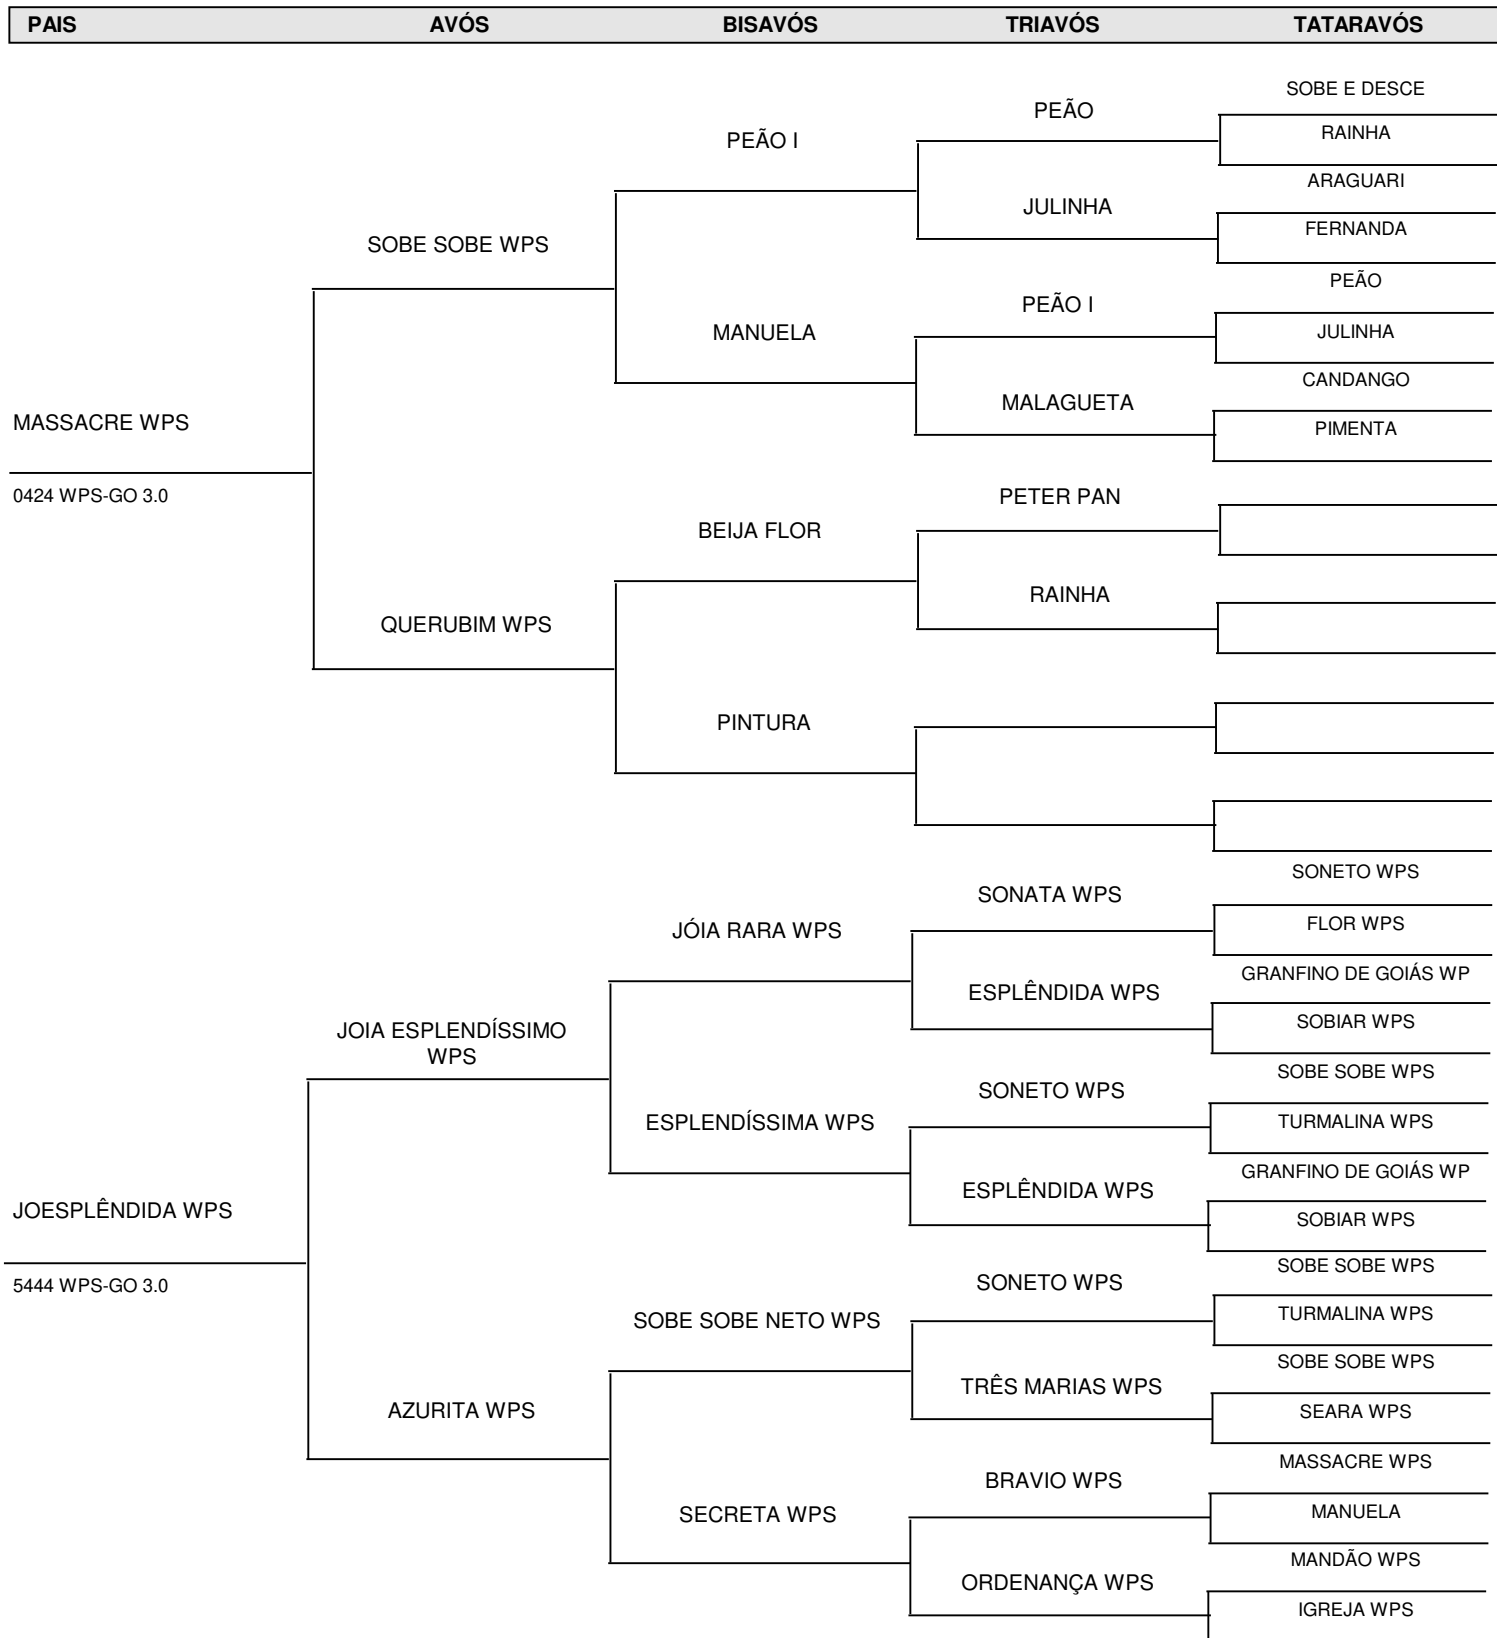 PAIS AVÓS BISAVÓS TRIAVÓS TATARAVÓS
SOBE E DESCE
PEÃO
RAINHA
PEÃO I
ARAGUARI
JULINHA
FERNANDA
SOBE SOBE WPS
PEÃO
PEÃO I
MANUELA
JULINHA
CANDANGO
MALAGUETA
MASSACRE WPS
PIMENTA
0424 WPS-GO 3.0
PETER PAN
BEIJA FLOR
RAINHA
QUERUBIM WPS
PINTURA
SONETO WPS
SONATA WPS
FLOR WPS
JÓIA RARA WPS
GRANFINO DE GOIÁS WP
ESPLÊNDIDA WPS
SOBIAR WPS
JOIA ESPLENDÍSSIMO
WPS
SOBE SOBE WPS
SONETO WPS
ESPLENDÍSSIMA WPS
TURMALINA WPS
GRANFINO DE GOIÁS WP
ESPLÊNDIDA WPS
JOESPLÊNDIDA WPS
SOBIAR WPS
SOBE SOBE WPS
5444 WPS-GO 3.0
SONETO WPS
TURMALINA WPS
SOBE SOBE NETO WPS
SOBE SOBE WPS
TRÊS MARIAS WPS
AZURITA WPS
SEARA WPS
MASSACRE WPS
BRAVIO WPS
MANUELA
SECRETA WPS
MANDÃO WPS
ORDENANÇA WPS
IGREJA WPS